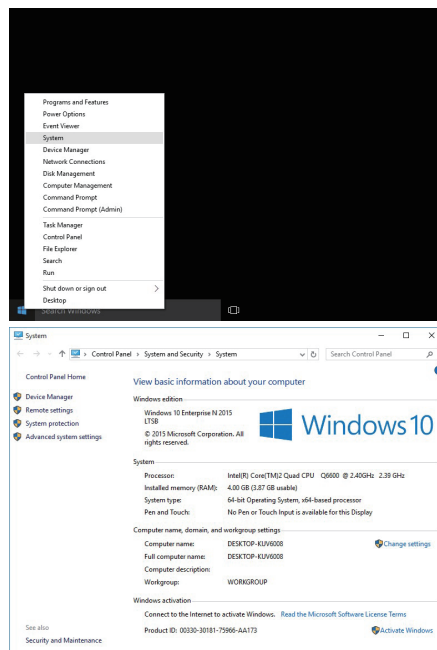 Programs and Features
Power Options
Event Viewer
System
Device Manager
Network Connections
Disk Management
Computer Management
Command Prompt
Command Prompt (Admin)
Task Manager
Control Panel
File Explorer
Search
Run
Shut down or sign out
Desktop
Search Windows
System
Control Panel › System and Security › System
Search Control Panel
Control Panel Home
Device Manager
Remote settings
System protection
Advanced system settings
See also
Security and Maintenance
View basic information about your computer
Windows edition
Windows 10 Enterprise N 2015
LTSB
© 2015 Microsoft Corporation. All
rights reserved.
Windows 10
System
Processor: Intel(R) Core(TM)2 Quad CPU Q6600 @ 2.40GHz 2.39 GHz
Installed memory (RAM): 4.00 GB (3.87 GB usable)
System type: 64-bit Operating System, x64-based processor
Pen and Touch: No Pen or Touch Input is available for this Display
Computer name, domain, and workgroup settings
Computer name: DESKTOP-KUV6008
Change settings
Full computer name: DESKTOP-KUV6008
Computer description:
Workgroup: WORKGROUP
Windows activation
Connect to the Internet to activate Windows. Read the Microsoft Software License Terms
Product ID: 00330-30181-75966-AA173
Activate Windows